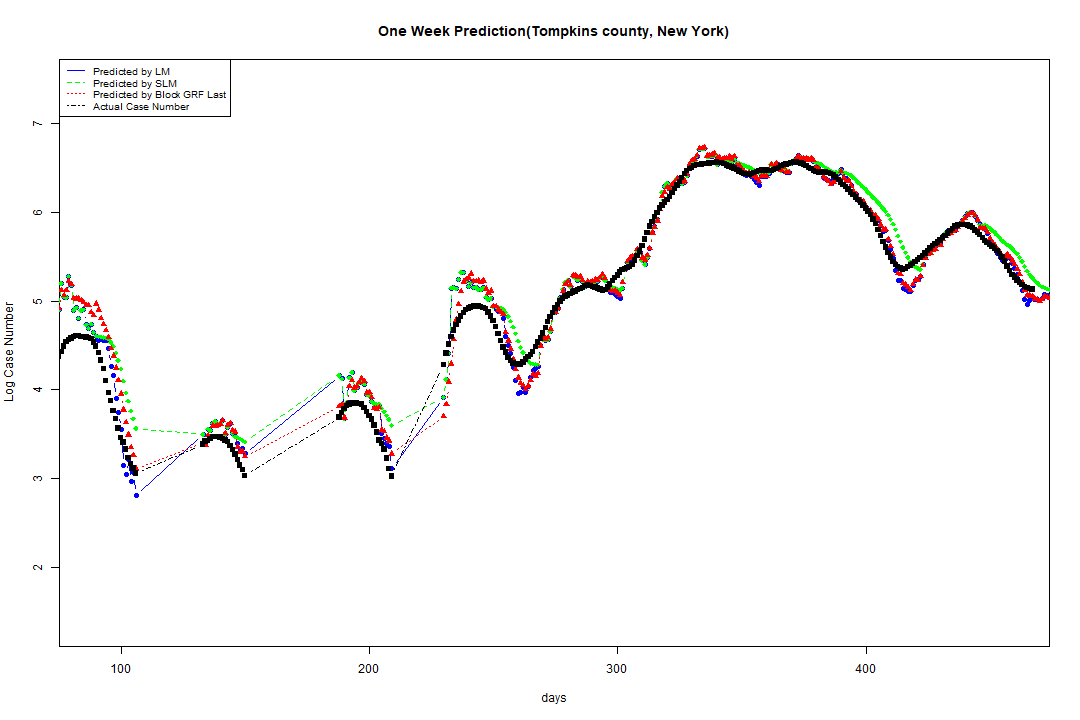 One Week Prediction(Tompkins county, New York)
Predicted by LM
Predicted by SLM
Predicted by Block GRF Last
Actual Case Number
7
6
5
4
3
2
Log Case Number
100 200 300 400
days